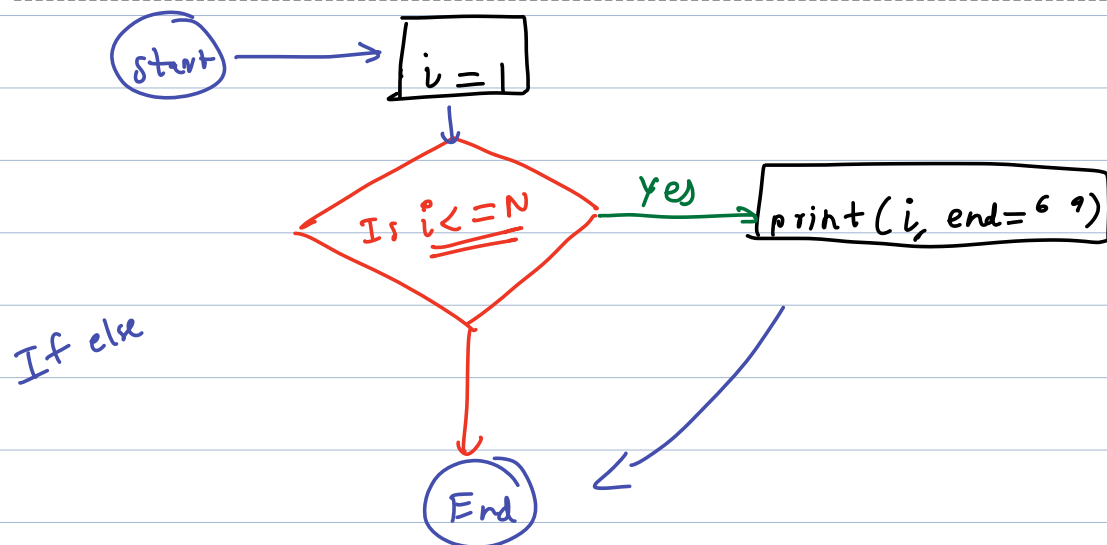 start
i = 1
Is i <= N
Yes
print(i, end=‘ ’)
If else
End